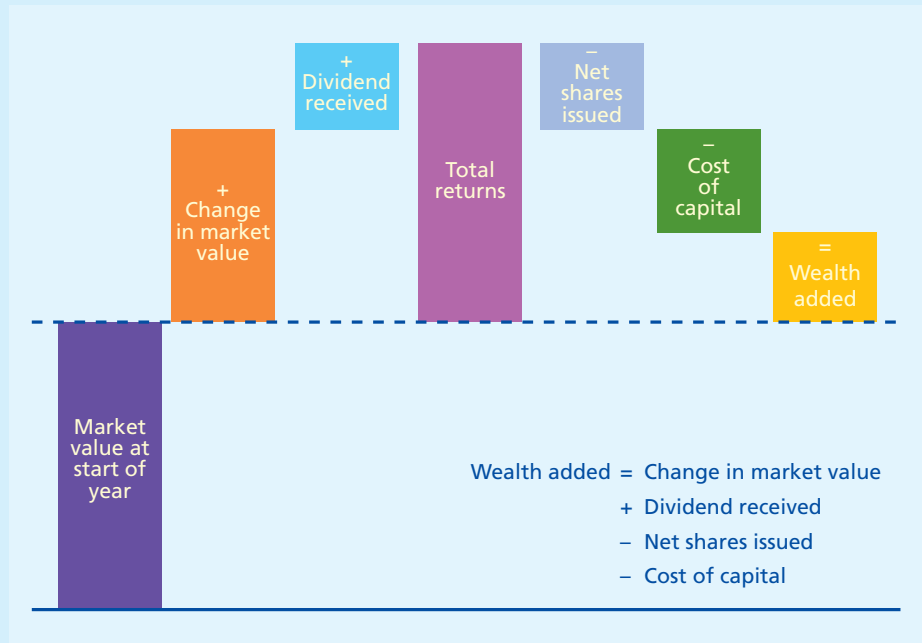 +
Dividend
received
–
Net
shares
issued
+
Change
in market
value
Total
returns
–
Cost
of
capital
=
Wealth
added
Market
value at
start of
year
Wealth added = Change in market value
+ Dividend received
– Net shares issued
– Cost of capital